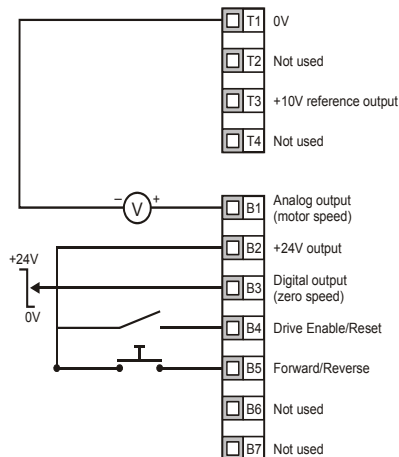 T1 0V
T2 Not used
T3 +10V reference output
T4 Not used
– V +
B1 Analog output
(motor speed)
B2 +24V output
+24V
B3 Digital output
(zero speed)
0V
B4 Drive Enable/Reset
B5 Forward/Reverse
B6 Not used
B7 Not used